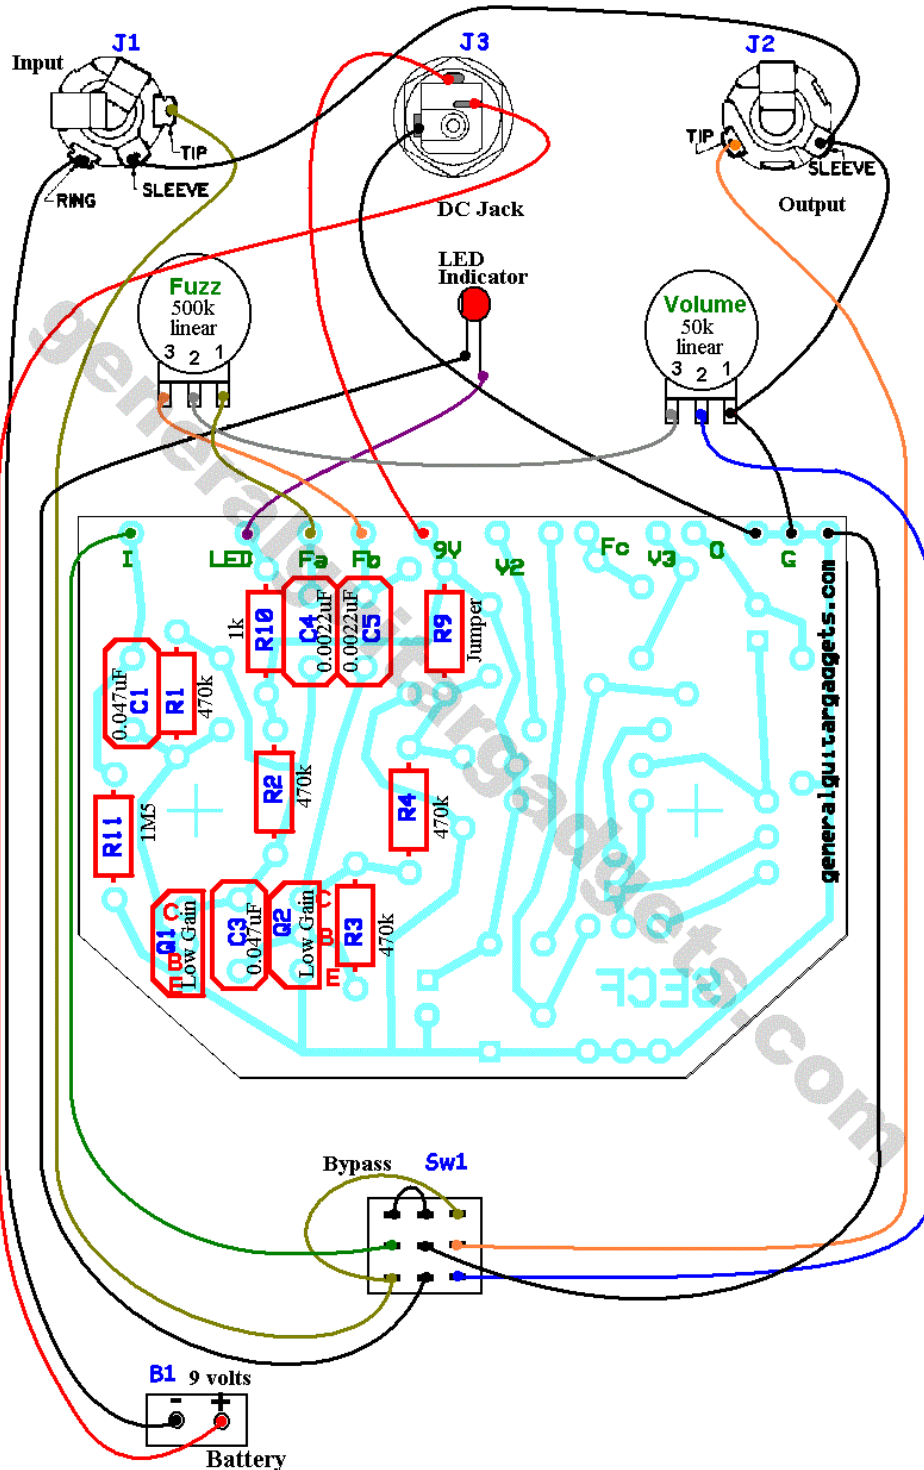 J1
J3
J2
Input
TIP
RING
SLEEVE
DC Jack
TIP
SLEEVE
Output
LED
Indicator
Fuzz
500k
linear
3 2 1
Volume
50k
linear
3 2 1
generalguitargadgets.com
I
LED
Fa
Fb
9V
V2
Fc
V3
O
G
1k
R10
C4
0.0022uF
0.0022uF
C5
R9
Jumper
0.047uF
C1
R1
470k
R2
470k
R4
470k
R11
1M5
generalguitargadgets.com
C
Q1
B
E
Low Gain
C3
0.047uF
Q2
Low Gain
C
B
E
R3
470k
GECF
Bypass
Sw1
B1
9 volts
- +
Battery